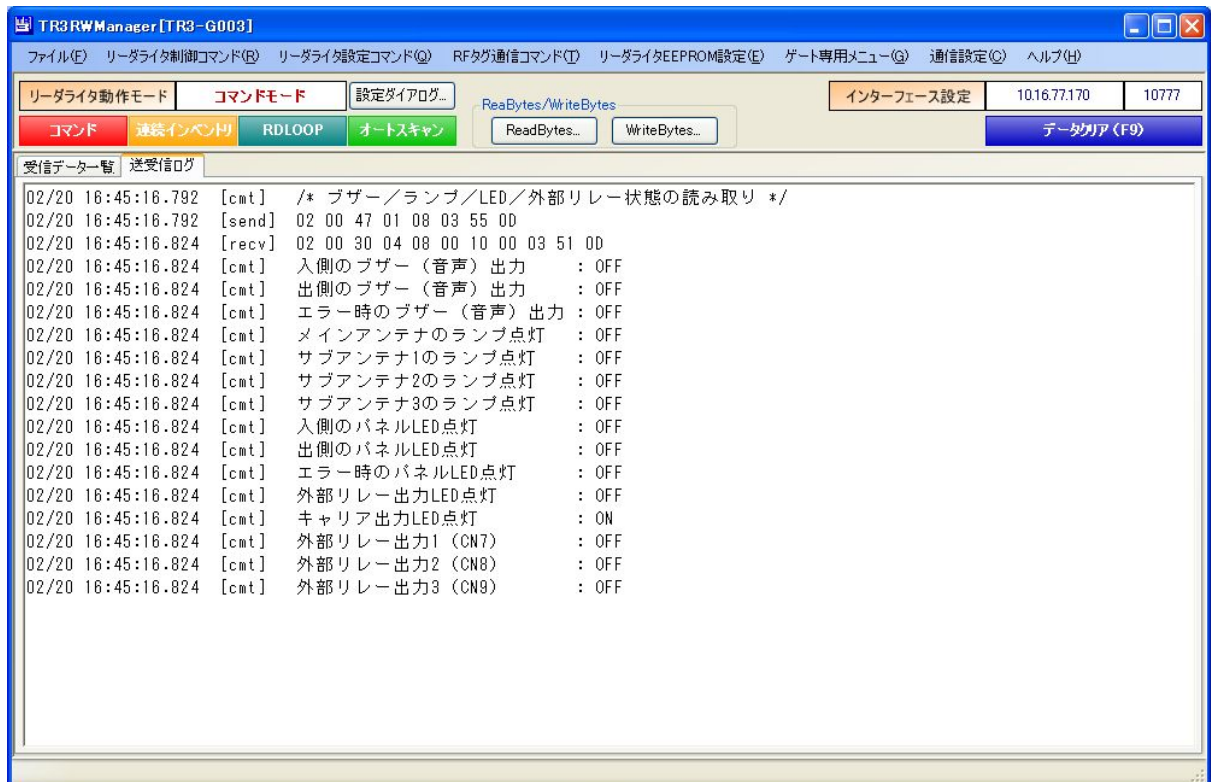 TR3RWManager[TR3-G003]
ファイル(F) リーダライタ制御コマンド(R) リーダライタ設定コマンド(Q) RFタグ通信コマンド(T) リーダライタEEPROM設定(E) ゲート専用メニュー(G) 通信設定(C) ヘルプ(H)
リーダライタ動作モード コマンドモード 設定ダイアログ... ReaBytes/WriteBytes インターフェース設定 10.16.77.170 10777
コマンド 連続インベントリ RDLOOP オートスキャン ReadBytes... WriteBytes... データクリア(F9)
受信データ一覧 送受信ログ
02/20 16:45:16.792 [cmt] /* ブザー/ランプ/LED/外部リレー状態の読み取り */
02/20 16:45:16.792 [send] 02 00 47 01 08 03 55 0D
02/20 16:45:16.824 [recv] 02 00 30 04 08 00 10 00 03 51 0D
02/20 16:45:16.824 [cmt] 入側のブザー(音声)出力 : OFF
02/20 16:45:16.824 [cmt] 出側のブザー(音声)出力 : OFF
02/20 16:45:16.824 [cmt] エラー時のブザー(音声)出力 : OFF
02/20 16:45:16.824 [cmt] メインアンテナのランプ点灯 : OFF
02/20 16:45:16.824 [cmt] サブアンテナ1のランプ点灯 : OFF
02/20 16:45:16.824 [cmt] サブアンテナ2のランプ点灯 : OFF
02/20 16:45:16.824 [cmt] サブアンテナ3のランプ点灯 : OFF
02/20 16:45:16.824 [cmt] 入側のパネルLED点灯 : OFF
02/20 16:45:16.824 [cmt] 出側のパネルLED点灯 : OFF
02/20 16:45:16.824 [cmt] エラー時のパネルLED点灯 : OFF
02/20 16:45:16.824 [cmt] 外部リレー出力LED点灯 : OFF
02/20 16:45:16.824 [cmt] キャリア出力LED点灯 : ON
02/20 16:45:16.824 [cmt] 外部リレー出力1(CN7) : OFF
02/20 16:45:16.824 [cmt] 外部リレー出力2(CN8) : OFF
02/20 16:45:16.824 [cmt] 外部リレー出力3(CN9) : OFF